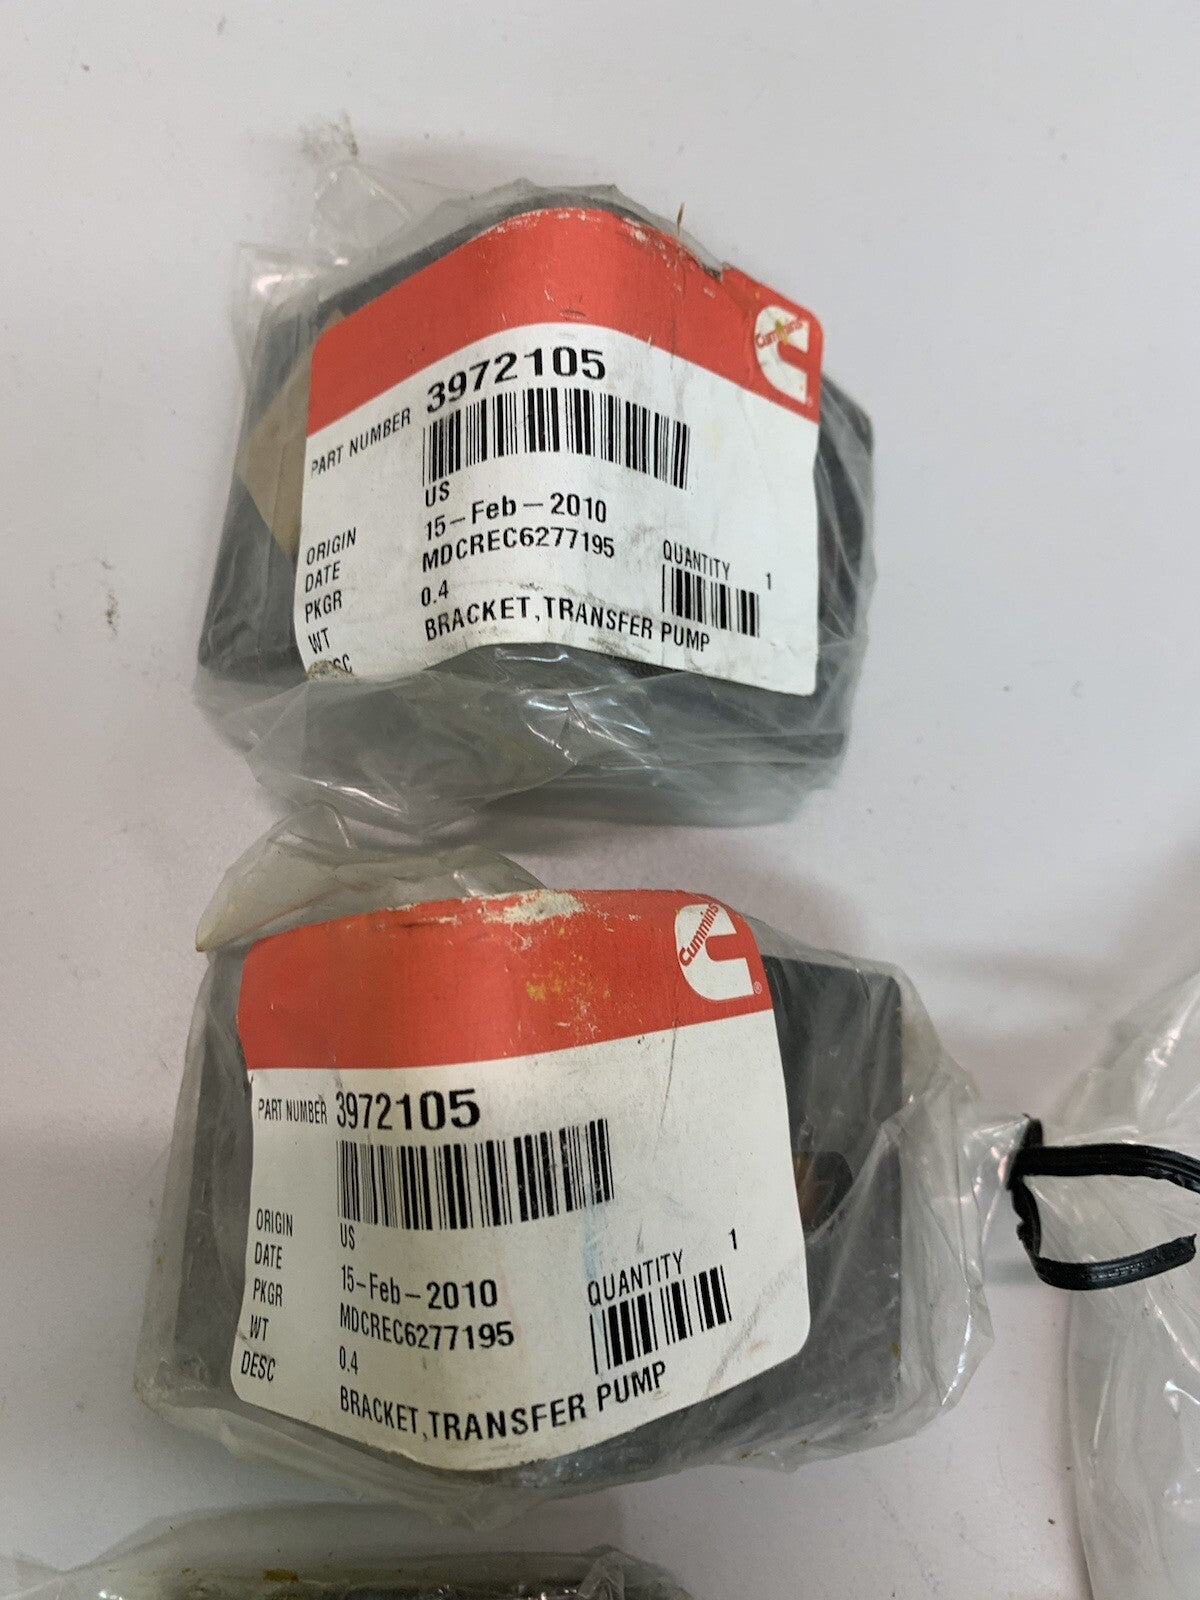 Cummins
PART NUMBER 3972105
ORIGIN US
DATE 15-Feb-2010
PKGR MDCREC6277195
QUANTITY 1
WT 0.4
BRACKET,TRANSFER PUMP
Cummins
®
PART NUMBER 3972105
ORIGIN US
DATE 15-Feb-2010
PKGR MDCREC6277195
QUANTITY 1
WT 0.4
DESC BRACKET,TRANSFER PUMP